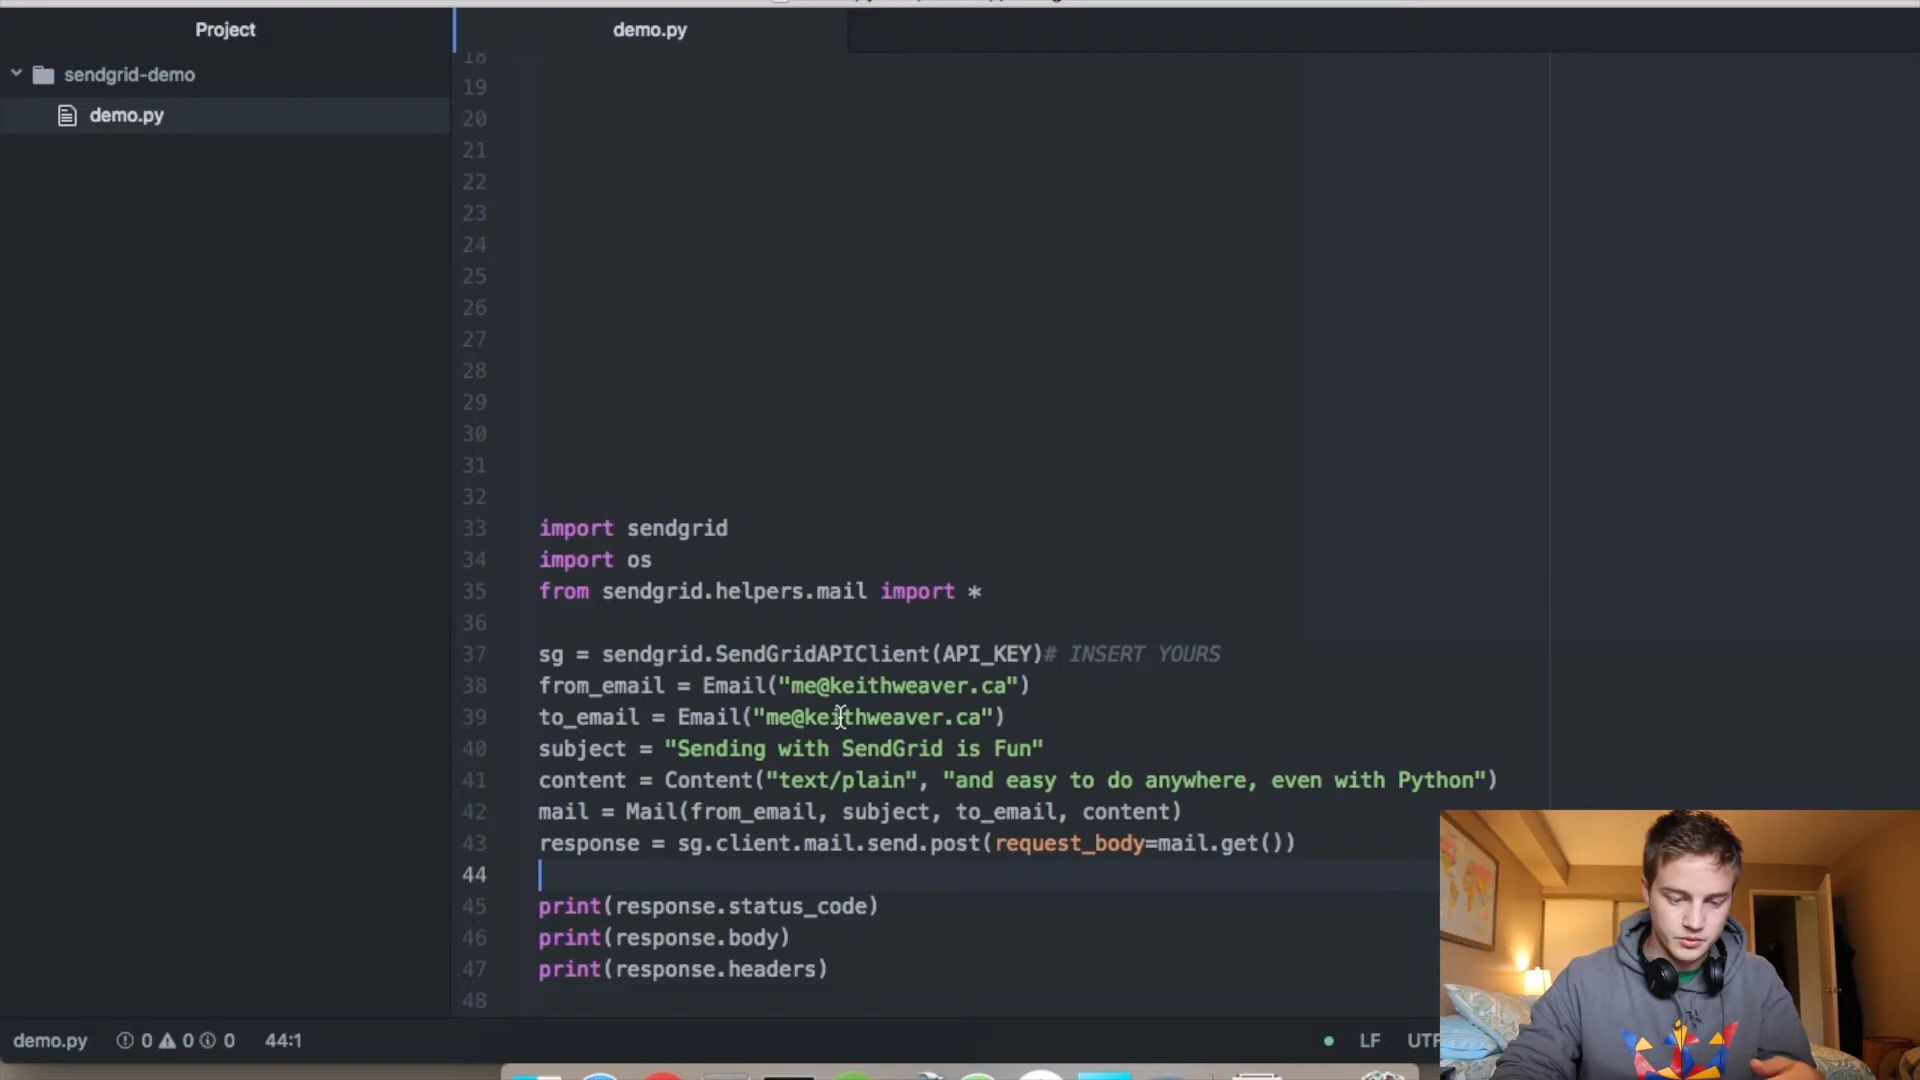 Project
demo.py
sendgrid-demo
demo.py
18
19
20
21
22
23
24
25
26
27
28
29
30
31
32
33 import sendgrid
34 import os
35 from sendgrid.helpers.mail import *
36
37 sg = sendgrid.SendGridAPIClient(API_KEY)# INSERT YOURS
38 from_email = Email("me@keithweaver.ca")
39 to_email = Email("me@keithweaver.ca")
40 subject = "Sending with SendGrid is Fun"
41 content = Content("text/plain", "and easy to do anywhere, even with Python")
42 mail = Mail(from_email, subject, to_email, content)
43 response = sg.client.mail.send.post(request_body=mail.get())
44
45 print(response.status_code)
46 print(response.body)
47 print(response.headers)
48
demo.py 0 0 0 44:1 LF UTF